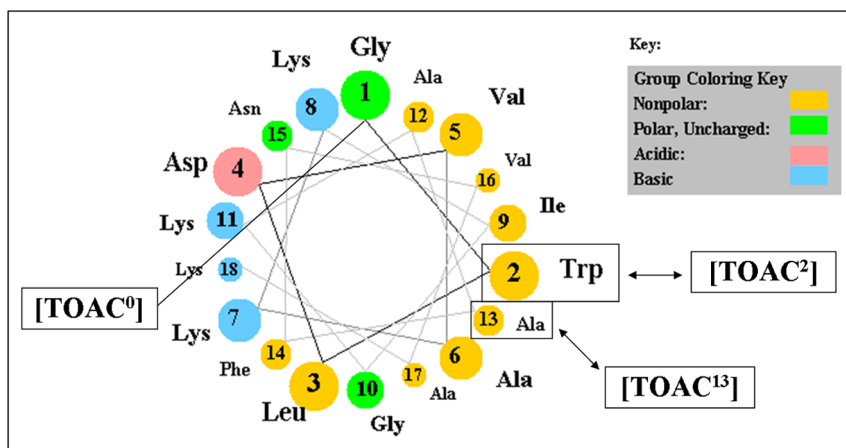 Key:
Group Coloring Key
Nonpolar:
Polar, Uncharged:
Acidic:
Basic
Gly
1
Ala
12
Val
5
Val
16
Ile
9
Trp
2
[TOAC²]
Ala
13
[TOAC¹³]
Ala
6
Ala
17
Gly
10
Leu
3
Phe
14
Lys
7
Lys
18
Lys
11
Asp
4
Asn
15
Lys
8
[TOAC⁰]